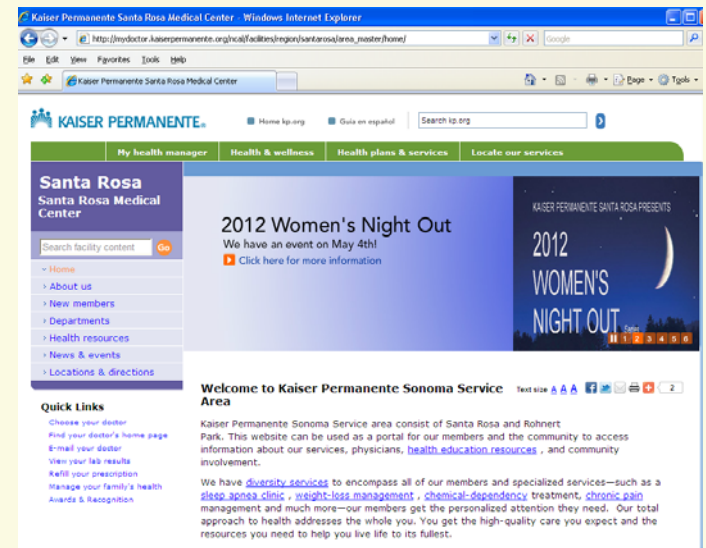 Kaiser Permanente Santa Rosa Medical Center - Windows Internet Explorer
http://mydoctor.kaiserpermanente.org/ncal/facilities/region/santarosa/area_master/home/
Google
File Edit View Favorites Tools Help
Kaiser Permanente Santa Rosa Medical Center
Page Tools
KAISER PERMANENTE®
Home kp.org
Guia en español
Search kp.org
My health manager
Health & wellness
Health plans & services
Locate our services
Santa Rosa
Santa Rosa Medical
Center
Search facility content
Go
Home
About us
New members
Departments
Health resources
News & events
Locations & directions
2012 Women's Night Out
We have an event on May 4th!
Click here for more information
KAISER PERMANENTE SANTA ROSA PRESENTS
2012
WOMEN'S
NIGHT OUT
Series
1 2 3 4 5 6
Quick Links
Choose your doctor
Find your doctor's home page
E-mail your doctor
View your lab results
Refill your prescription
Manage your family's health
Awards & Recognition
Welcome to Kaiser Permanente Sonoma Service
Area
Text size A A A
2
Kaiser Permanente Sonoma Service area consist of Santa Rosa and Rohnert
Park. This website can be used as a portal for our members and the community to access
information about our services, physicians, health education resources , and community
involvement.
We have diversity services to encompass all of our members and specialized services—such as a
sleep apnea clinic , weight-loss management , chemical-dependency treatment, chronic pain
management and much more—our members get the personalized attention they need. Our total
approach to health addresses the whole you. You get the high-quality care you expect and the
resources you need to help you live life to its fullest.